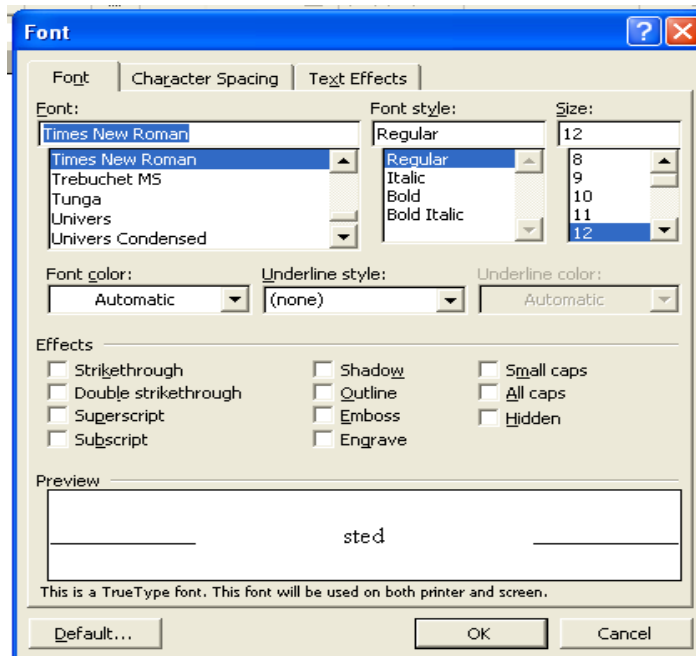 Font
Font Character Spacing Text Effects
Font: Font style: Size:
Times New Roman Regular 12
Times New Roman Regular 8
Trebuchet MS Italic 9
Tunga Bold 10
Univers Bold Italic 11
Univers Condensed 12
Font color: Underline style: Underline color:
Automatic (none) Automatic
Effects
Strikethrough Shadow Small caps
Double strikethrough Outline All caps
Superscript Emboss Hidden
Subscript Engrave
Preview
sted
This is a TrueType font. This font will be used on both printer and screen.
Default... OK Cancel